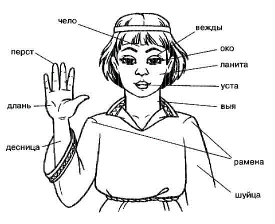 чело
вежды
перст
око
ланита
уста
длань
выя
десница
рамена
шуйца